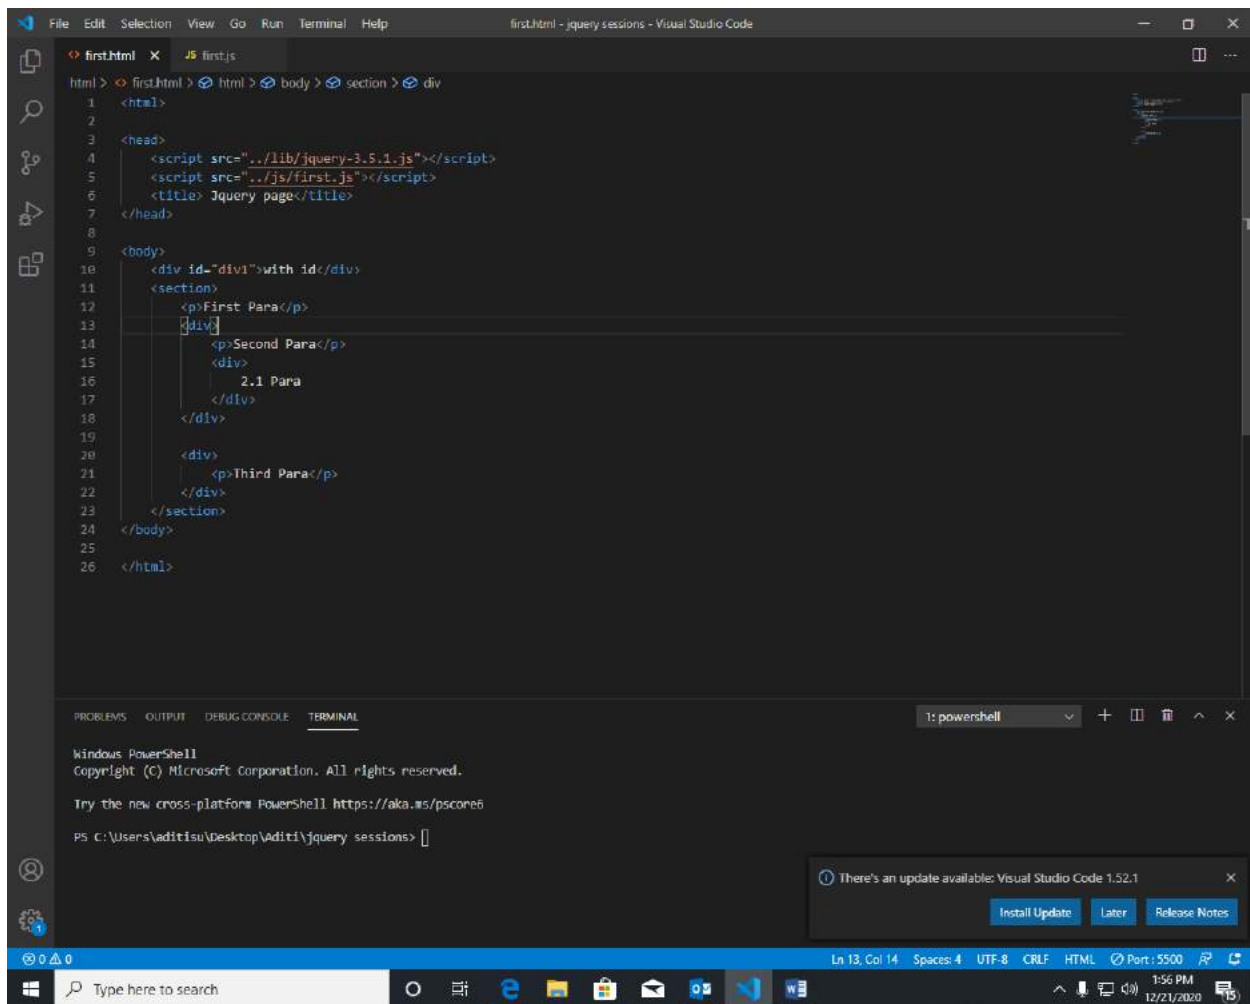 File Edit Selection View Go Run Terminal Help first.html - jquery sessions - Visual Studio Code
first.html X JS first.js
html > first.html > html > body > section > div
1 <html>
2
3 <head>
4 <script src="../lib/jquery-3.5.1.js"></script>
5 <script src="../js/first.js"></script>
6 <title> Jquery page</title>
7 </head>
8
9 <body>
10 <div id="div1">with id</div>
11 <section>
12 <p>First Para</p>
13 <div>
14 <p>Second Para</p>
15 <div>
16 2.1 Para
17 </div>
18 </div>
19
20 <div>
21 <p>Third Para</p>
22 </div>
23 </section>
24 </body>
25
26 </html>
PROBLEMS OUTPUT DEBUG CONSOLE TERMINAL 1: powershell
Windows PowerShell
Copyright (C) Microsoft Corporation. All rights reserved.
Try the new cross-platform PowerShell https://aka.ms/pscore6
PS C:\Users\aditisu\Desktop\Aditi\jquery sessions>
There's an update available: Visual Studio Code 1.52.1
Install Update Later Release Notes
1
0 0 Ln 13, Col 14 Spaces: 4 UTF-8 CRLF HTML Port : 5500
Type here to search 1:56 PM
12/21/2020 15